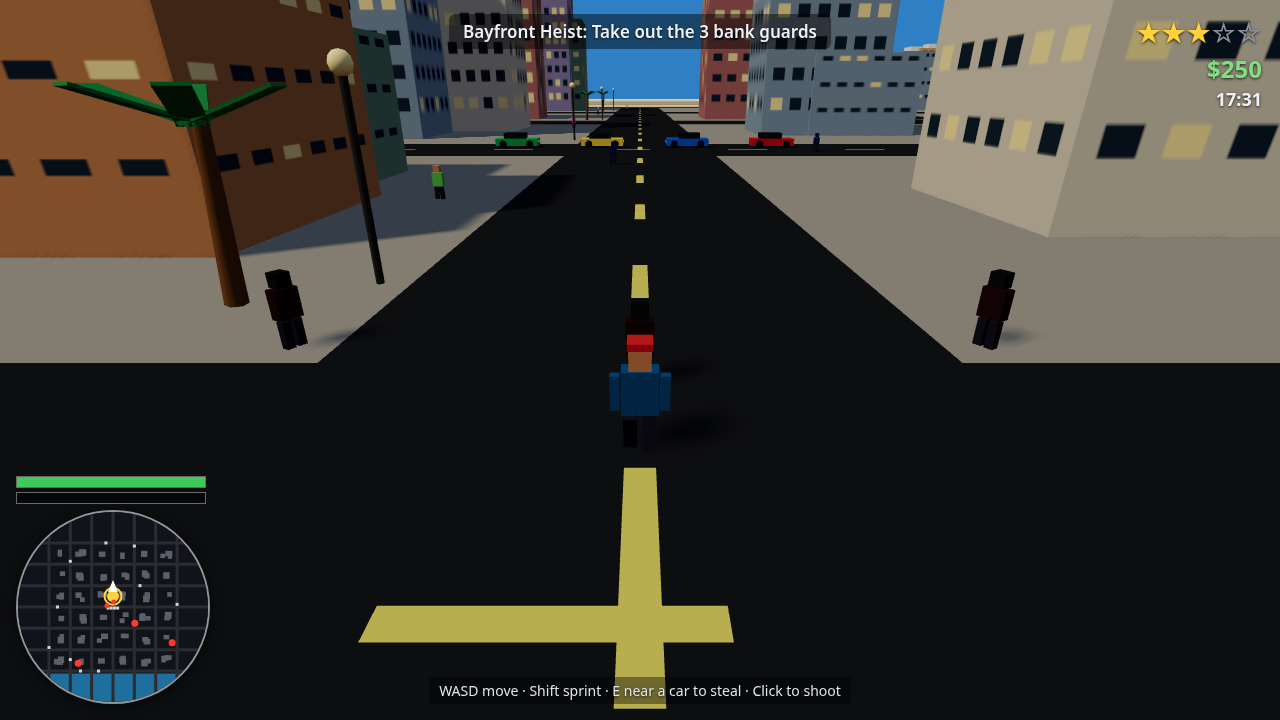 Bayfront Heist: Take out the 3 bank guards
$250
17:31
WASD move · Shift sprint · E near a car to steal · Click to shoot